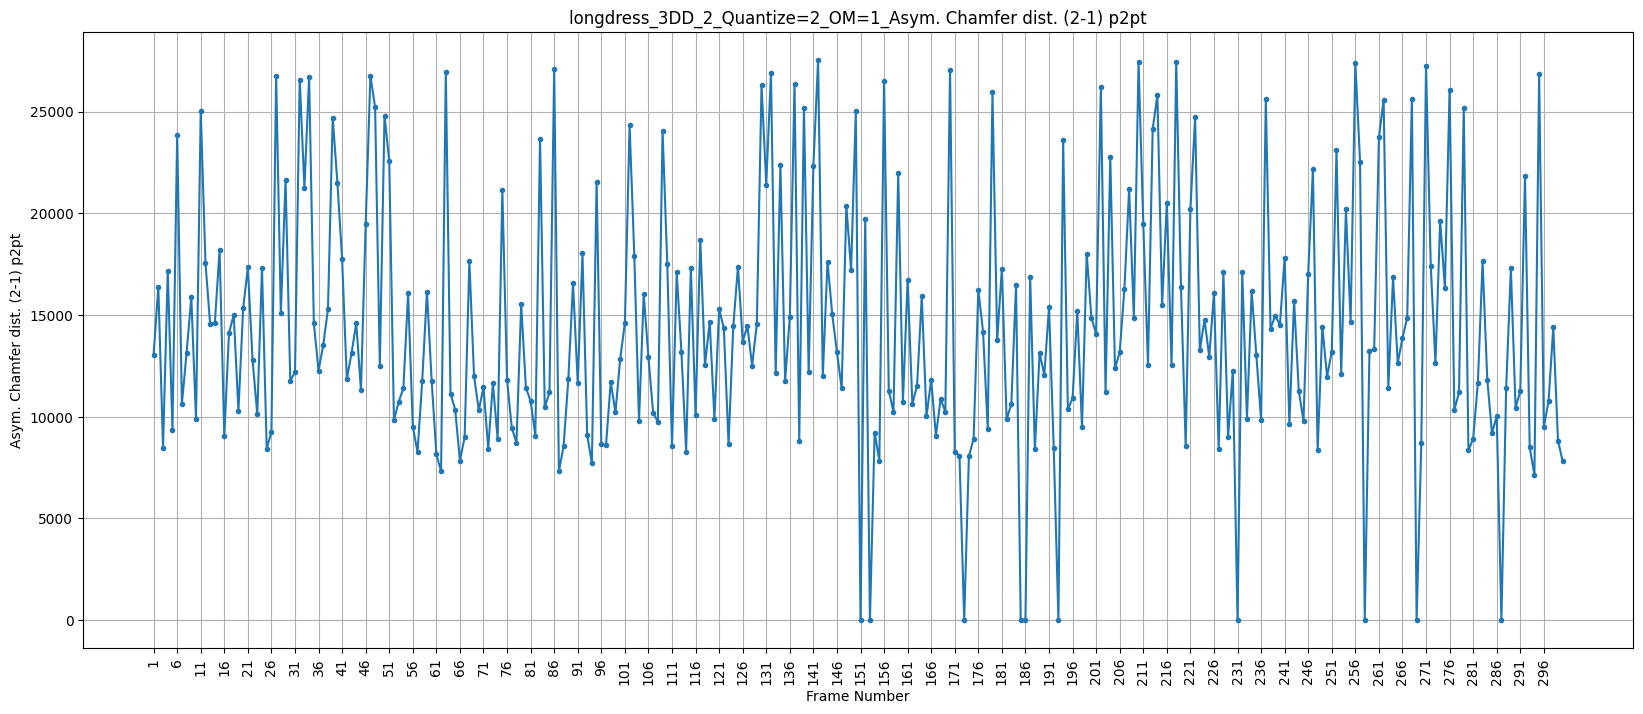 longdress_3DD_2_Quantize=2_OM=1_Asym. Chamfer dist. (2-1) p2pt
Asym. Chamfer dist. (2-1) p2pt
25000
20000
15000
10000
5000
0
1 6 11 16 21 26 31 36 41 46 51 56 61 66 71 76 81 86 91 96 101 106 111 116 121 126 131 136 141 146 151 156 161 166 171 176 181 186 191 196 201 206 211 216 221 226 231 236 241 246 251 256 261 266 271 276 281 286 291 296
Frame Number